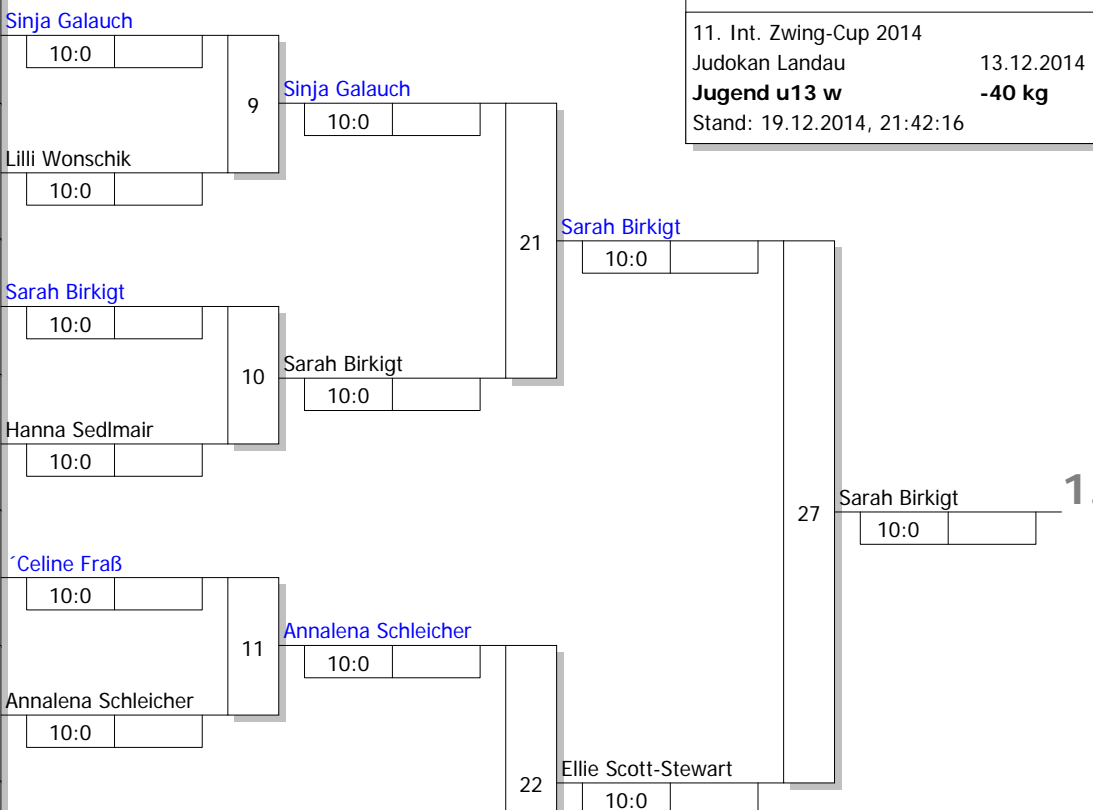 Sinja Galauch
10:0
9
Lilli Wonschik
10:0
Sinja Galauch
10:0
Sarah Birkigt
10:0
10
Hanna Sedlmair
10:0
Sarah Birkigt
10:0
21
Sarah Birkigt
10:0
´Celine Fraß
10:0
11
Annalena Schleicher
10:0
Annalena Schleicher
10:0
22
Ellie Scott-Stewart
10:0
27
Sarah Birkigt
10:0
1.
11. Int. Zwing-Cup 2014
Judokan Landau 13.12.2014
Jugend u13 w -40 kg
Stand: 19.12.2014, 21:42:16